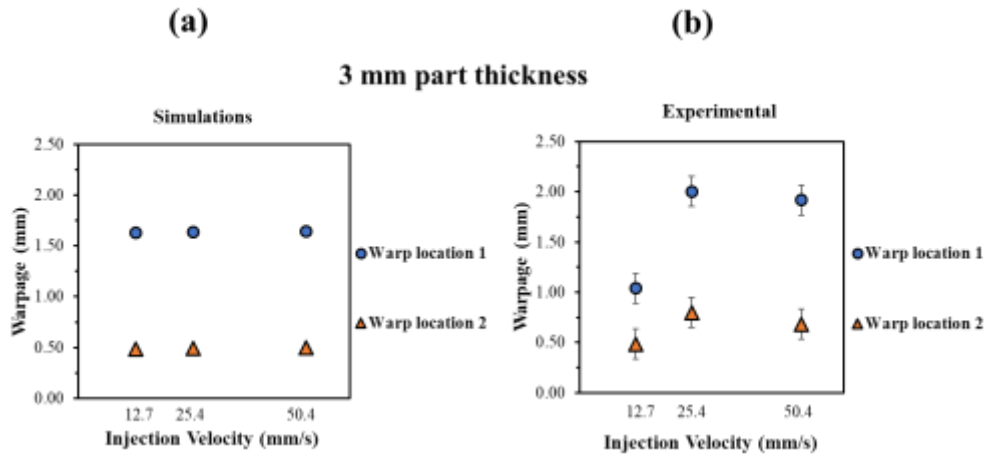 (a)
(b)
3 mm part thickness
Simulations
Warpage (mm)
2.50
2.00
1.50
1.00
0.50
0.00
12.7 25.4 50.4
Injection Velocity (mm/s)
Warp location 1
Warp location 2
Experimental
Warpage (mm)
2.50
2.00
1.50
1.00
0.50
0.00
12.7 25.4 50.4
Injection Velocity (mm/s)
Warp location 1
Warp location 2